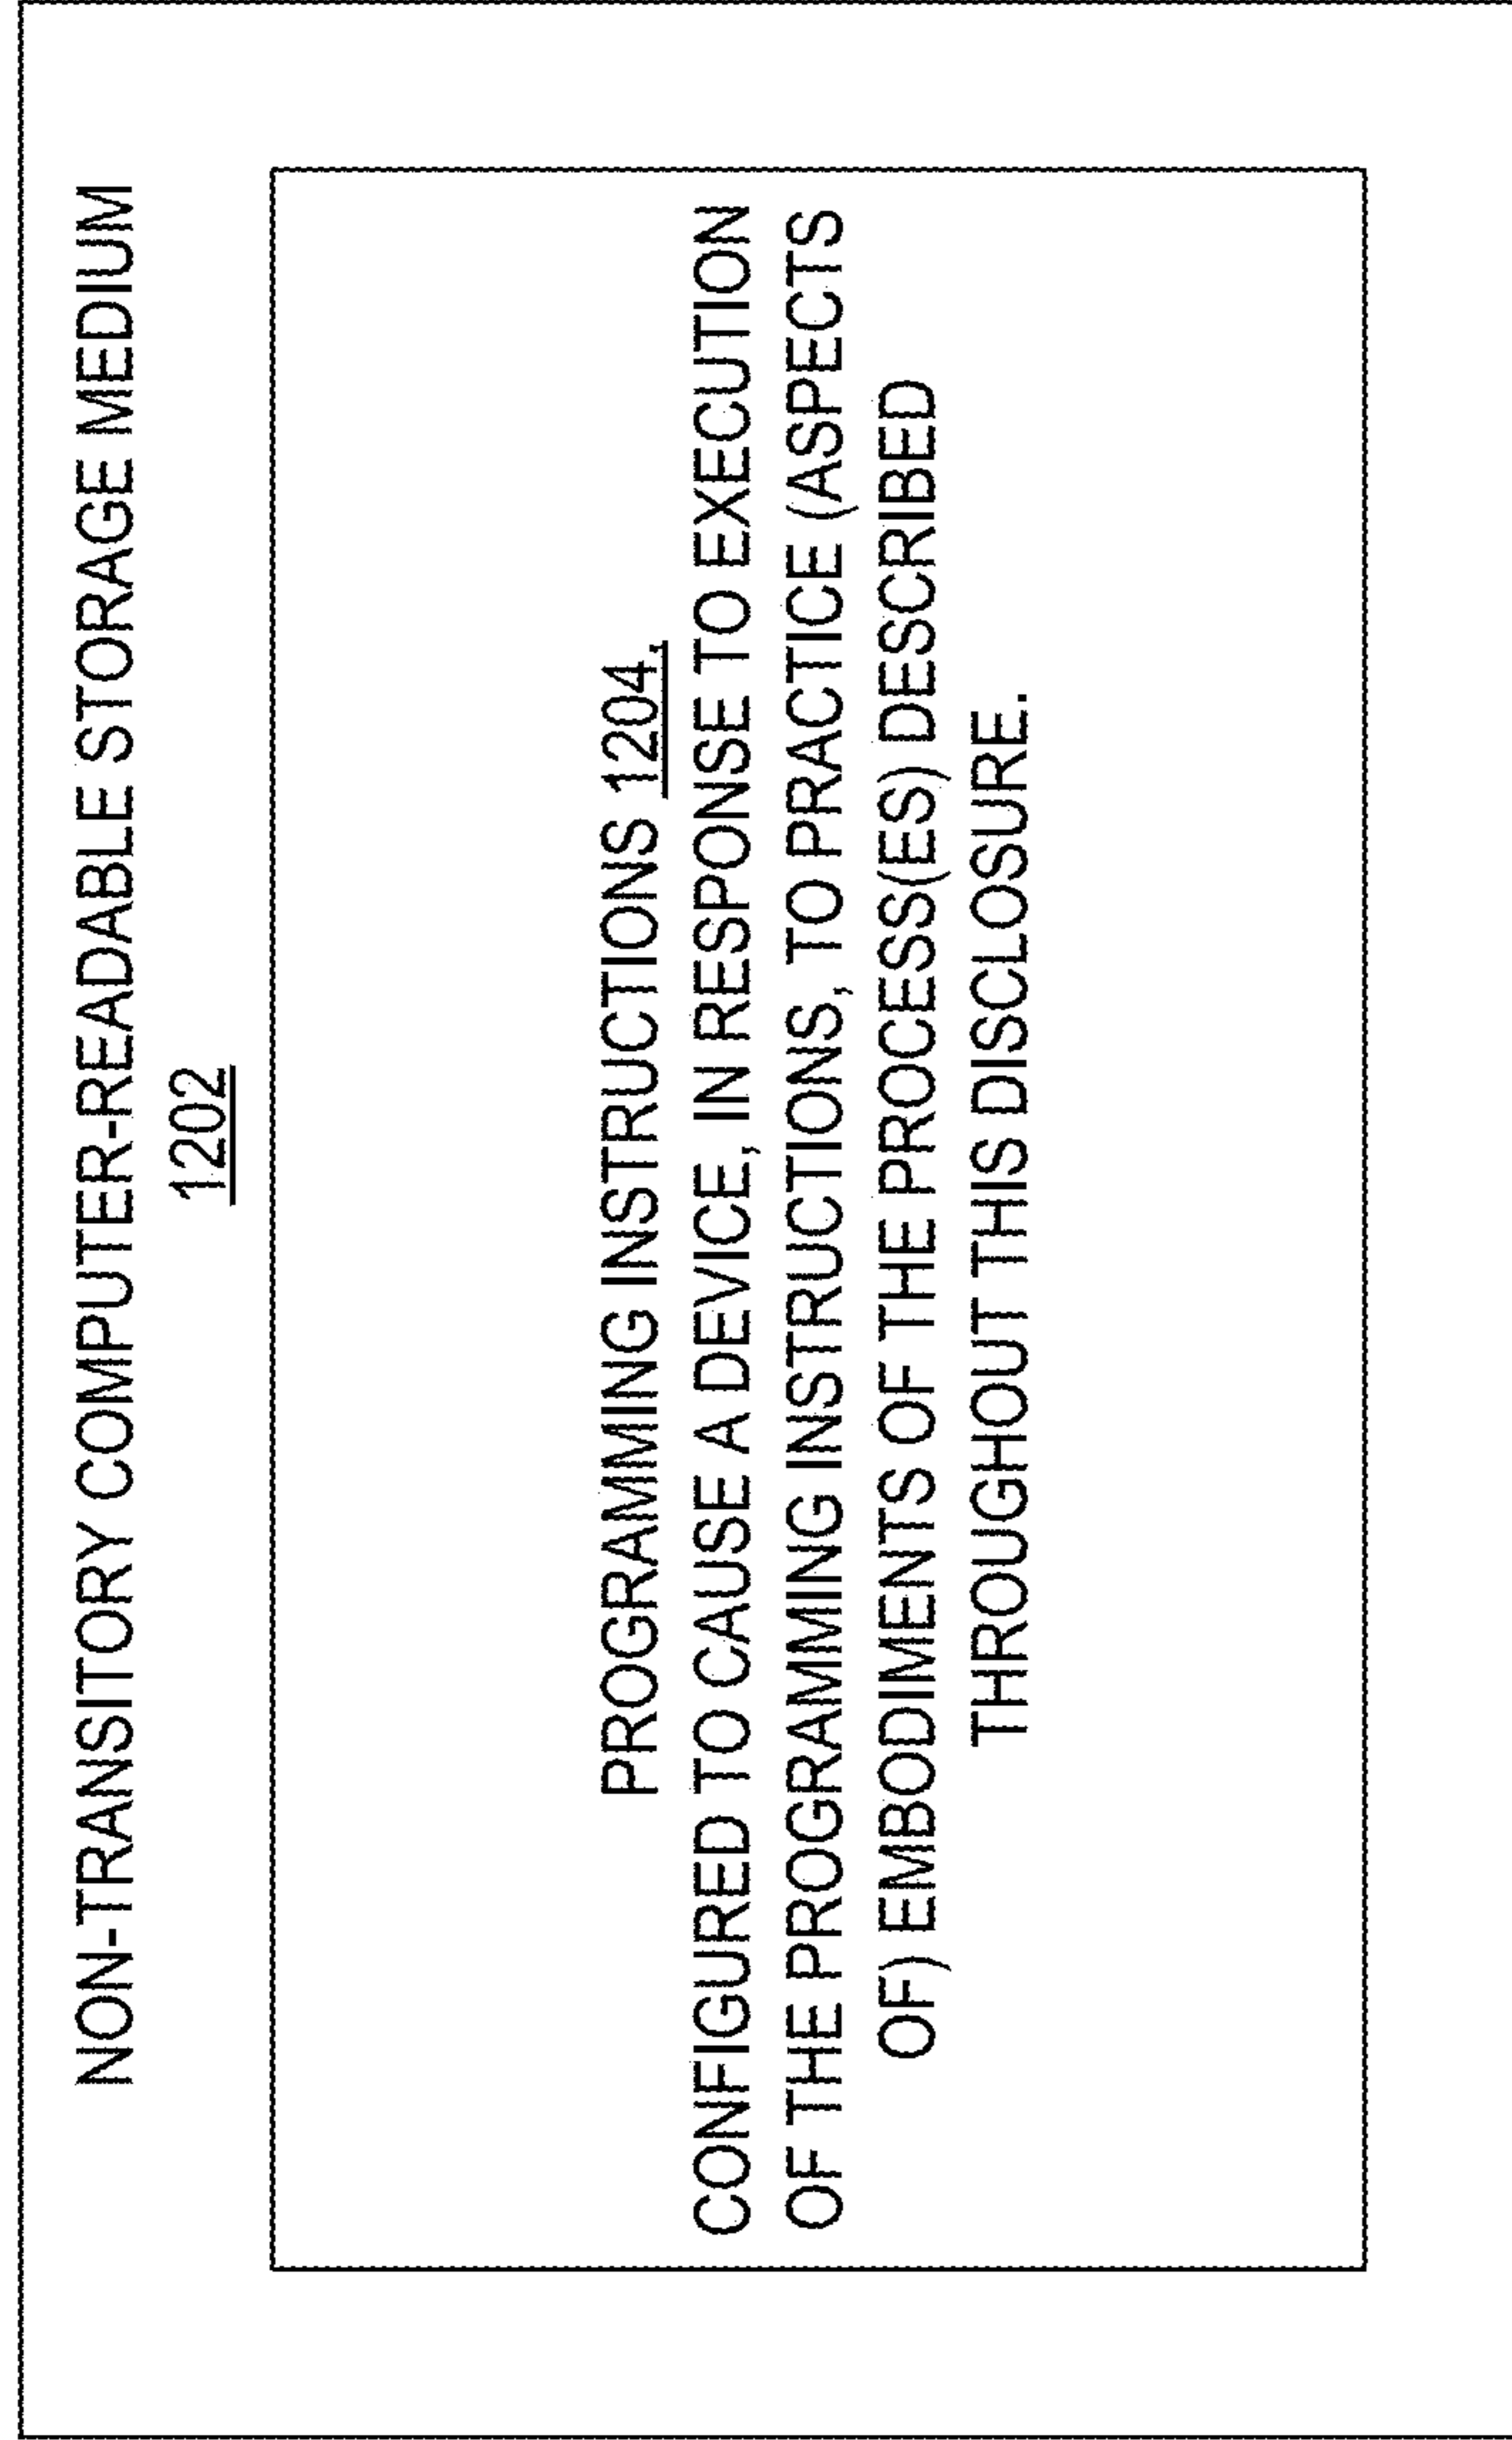 NON-TRANSITORY COMPUTER-READABLE STORAGE MEDIUM
1202
PROGRAMMING INSTRUCTIONS 1204,
CONFIGURED TO CAUSE A DEVICE, IN RESPONSE TO EXECUTION
OF THE PROGRAMMING INSTRUCTIONS, TO PRACTICE (ASPECTS
OF) EMBODIMENTS OF THE PROCESS(ES) DESCRIBED
THROUGHOUT THIS DISCLOSURE.